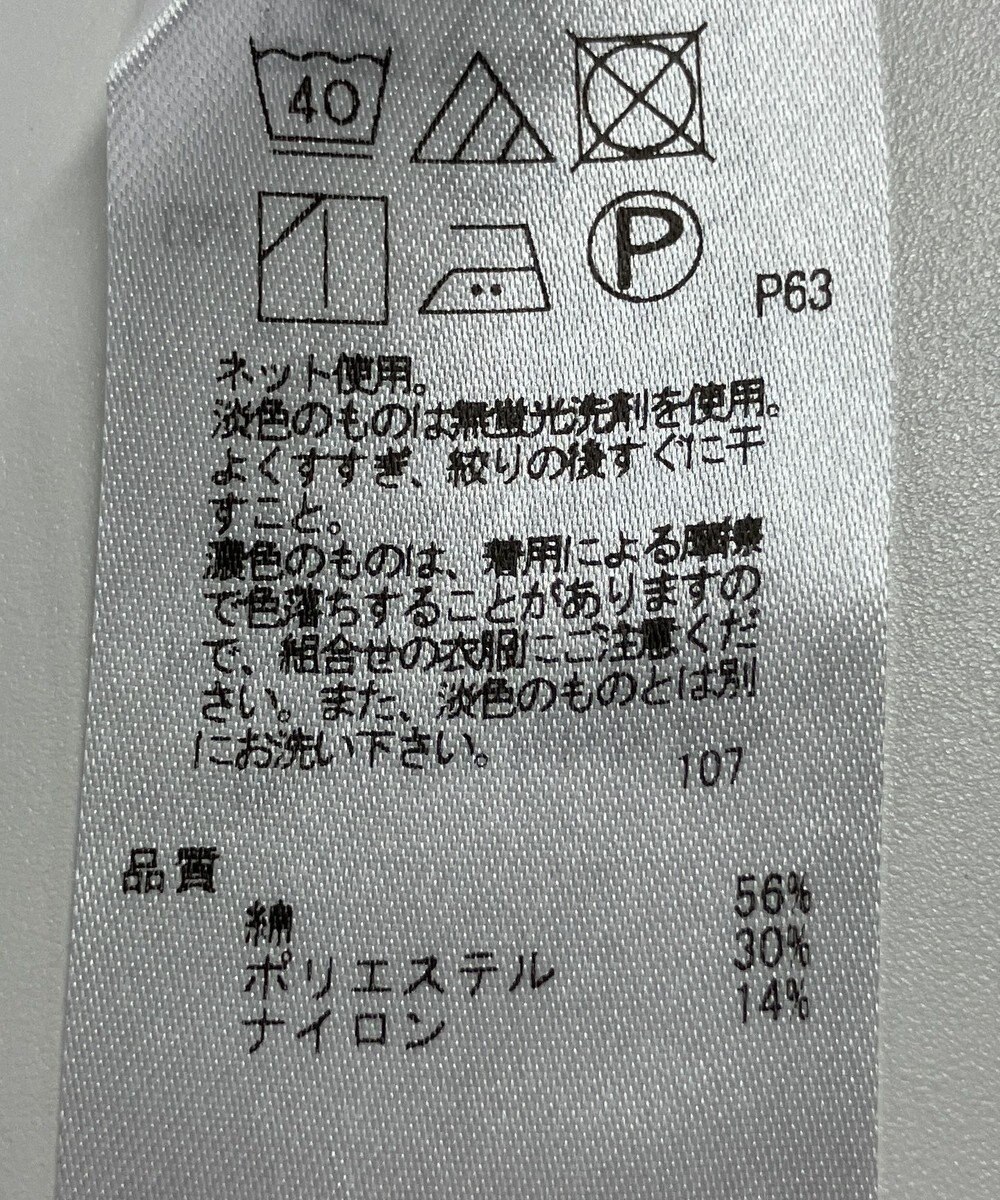 40
P
P63
ネット使用。
淡色のものは無蛍光洗剤を使用。
よくすすぎ、絞りの後すぐに干
すこと。
濃色のものは、着用による摩擦
で色落ちすることがありますの
で、組合せの衣服にご注意くだ
さい。また、淡色のものとは別
にお洗い下さい。
107
品質
綿 56%
ポリエステル 30%
ナイロン 14%